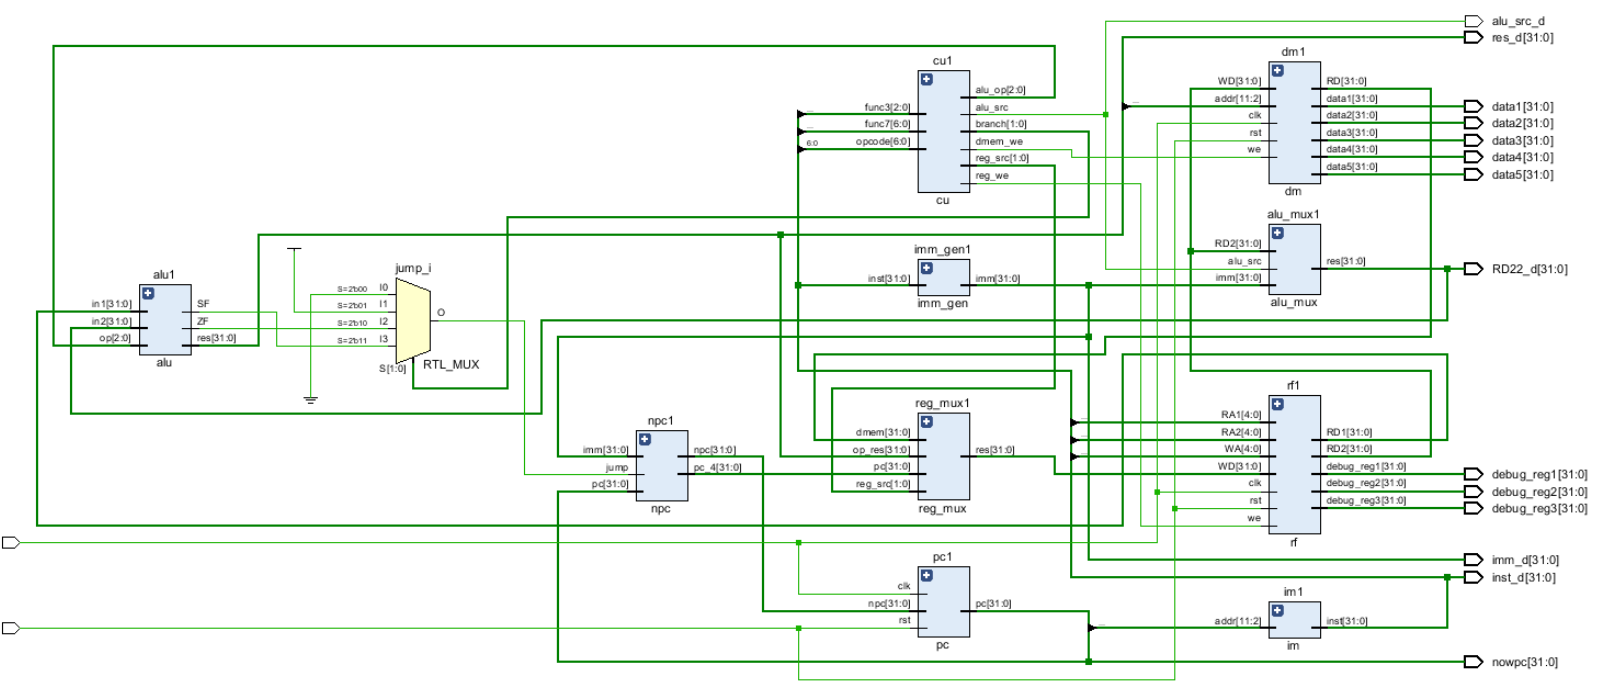 alu_src_d
res_d[31:0]
cu1
func3[2:0]
func7[6:0]
6:0
opcode[6:0]
alu_op[2:0]
alu_src
branch[1:0]
dmem_we
reg_src[1:0]
reg_we
cu
dm1
WD[31:0]
addr[11:2]
clk
rst
we
RD[31:0]
data1[31:0]
data2[31:0]
data3[31:0]
data4[31:0]
data5[31:0]
dm
data1[31:0]
data2[31:0]
data3[31:0]
data4[31:0]
data5[31:0]
alu_mux1
RD2[31:0]
alu_src
imm[31:0]
res[31:0]
alu_mux
RD22_d[31:0]
imm_gen1
inst[31:0]
imm[31:0]
imm_gen
alu1
in1[31:0]
in2[31:0]
op[2:0]
SF
ZF
res[31:0]
alu
jump_i
S=2'b00 I0
S=2'b01 I1
S=2'b10 I2
S=2'b11 I3
O
S[1:0]
RTL_MUX
npc1
imm[31:0]
jump
pc[31:0]
npc[31:0]
pc_4[31:0]
npc
reg_mux1
dmem[31:0]
op_res[31:0]
pc[31:0]
reg_src[1:0]
res[31:0]
reg_mux
rf1
RA1[4:0]
RA2[4:0]
WA[4:0]
WD[31:0]
clk
rst
we
RD1[31:0]
RD2[31:0]
debug_reg1[31:0]
debug_reg2[31:0]
debug_reg3[31:0]
rf
debug_reg1[31:0]
debug_reg2[31:0]
debug_reg3[31:0]
imm_d[31:0]
inst_d[31:0]
pc1
clk
npc[31:0]
rst
pc[31:0]
pc
im1
addr[11:2]
inst[31:0]
im
nowpc[31:0]